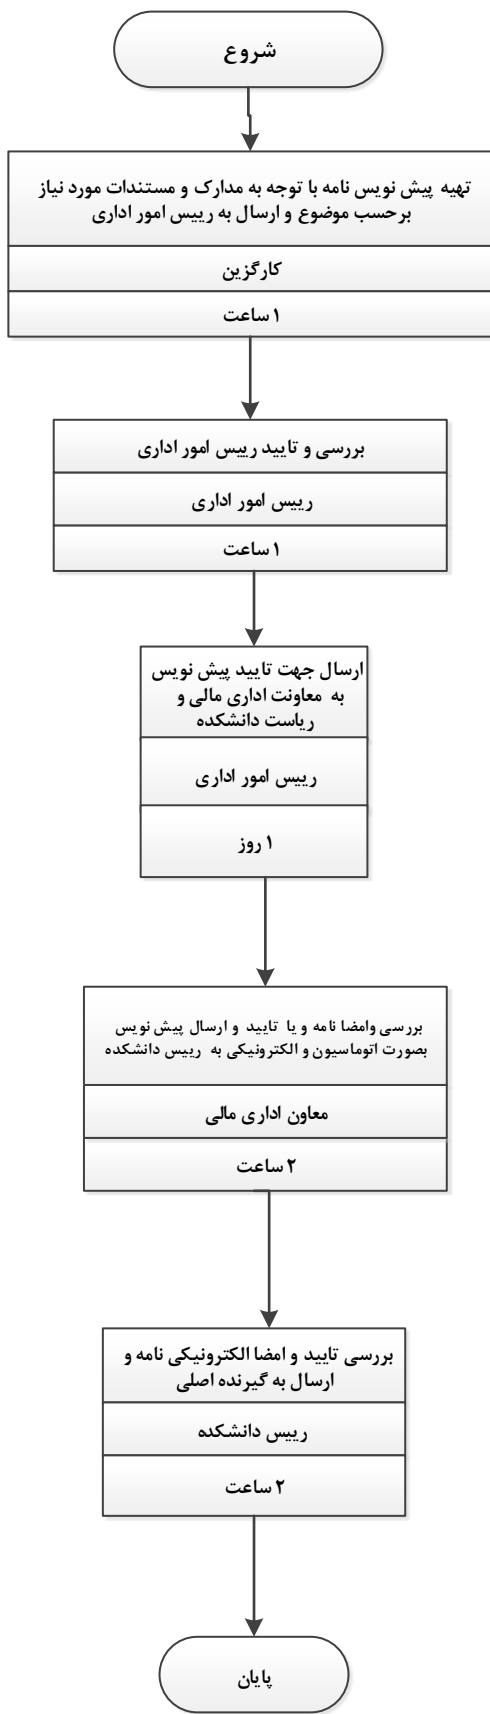 شروع
تهیه پیش نویس نامه با توجه به مدارک و مستندات مورد نیاز
برحسب موضوع و ارسال به رییس امور اداری
کارگزین
۱ ساعت
بررسی و تایید رییس امور اداری
رییس امور اداری
۱ ساعت
ارسال جهت تایید پیش نویس
به معاونت اداری مالی و
ریاست دانشکده
رییس امور اداری
۱ روز
بررسی وامضا نامه و یا تایید و ارسال پیش نویس
بصورت اتوماسیون و الکترونیکی به رییس دانشکده
معاون اداری مالی
۲ ساعت
بررسی تایید و امضا الکترونیکی نامه و
ارسال به گیرنده اصلی
رییس دانشکده
۲ ساعت
پایان